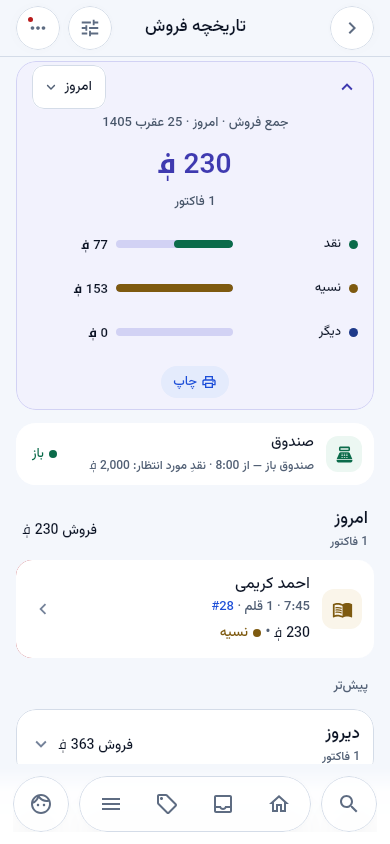 تاریخچه فروش
امروز
جمع فروش · امروز · 25 عقرب 1405
230 ؋
1 فاکتور
نقد
77 ؋
نسیه
153 ؋
دیگر
0 ؋
چاپ
صندوق
صندوق باز — از 8:00 · نقدِ مورد انتظار: 2,000 ؋
باز
امروز
1 فاکتور
فروش 230 ؋
احمد کریمی
7:45 · 1 قلم · #28
230 ؋ • نسیه
پیش‌تر
دیروز
1 فاکتور
فروش 363 ؋